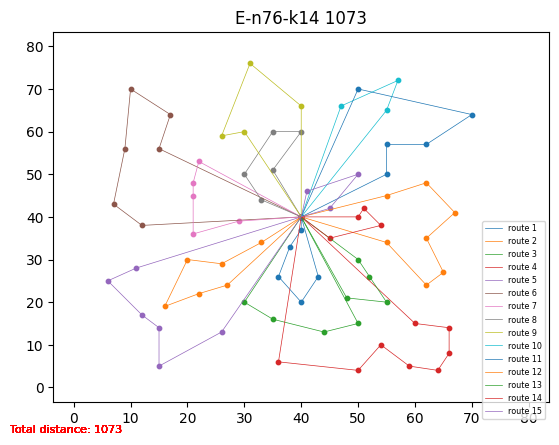 E-n76-k14 1073
80
70
60
50
40
30
20
10
0
0 10 20 30 40 50 60 70 80
route 1
route 2
route 3
route 4
route 5
route 6
route 7
route 8
route 9
route 10
route 11
route 12
route 13
route 14
route 15
Total distance: 1073